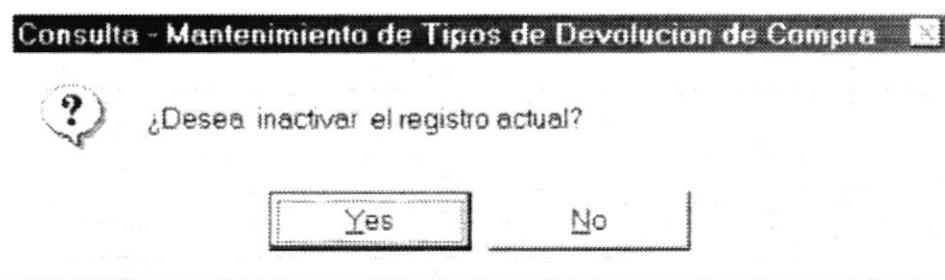 Consulta - Mantenimiento de Tipos de Devolucion de Compra
?
¿Desea inactivar el registro actual?
Yes
No